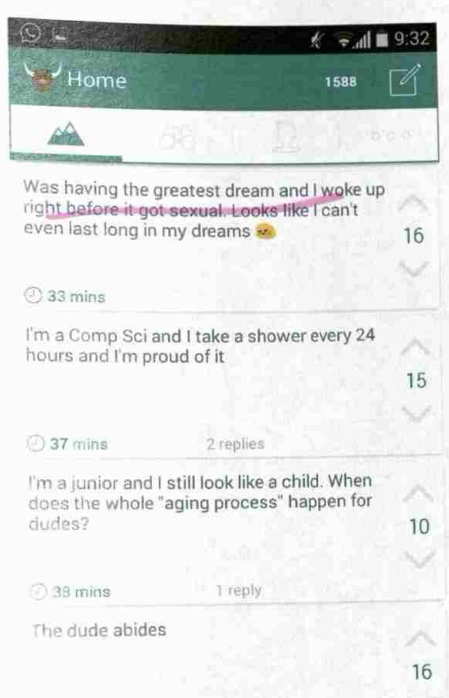 9:32
Home
1588
Was having the greatest dream and I woke up
right before it got sexual. Looks like I can't
even last long in my dreams
16
33 mins
I'm a Comp Sci and I take a shower every 24
hours and I'm proud of it
15
37 mins 2 replies
I'm a junior and I still look like a child. When
does the whole "aging process" happen for
dudes?
10
38 mins 1 reply
The dude abides
16